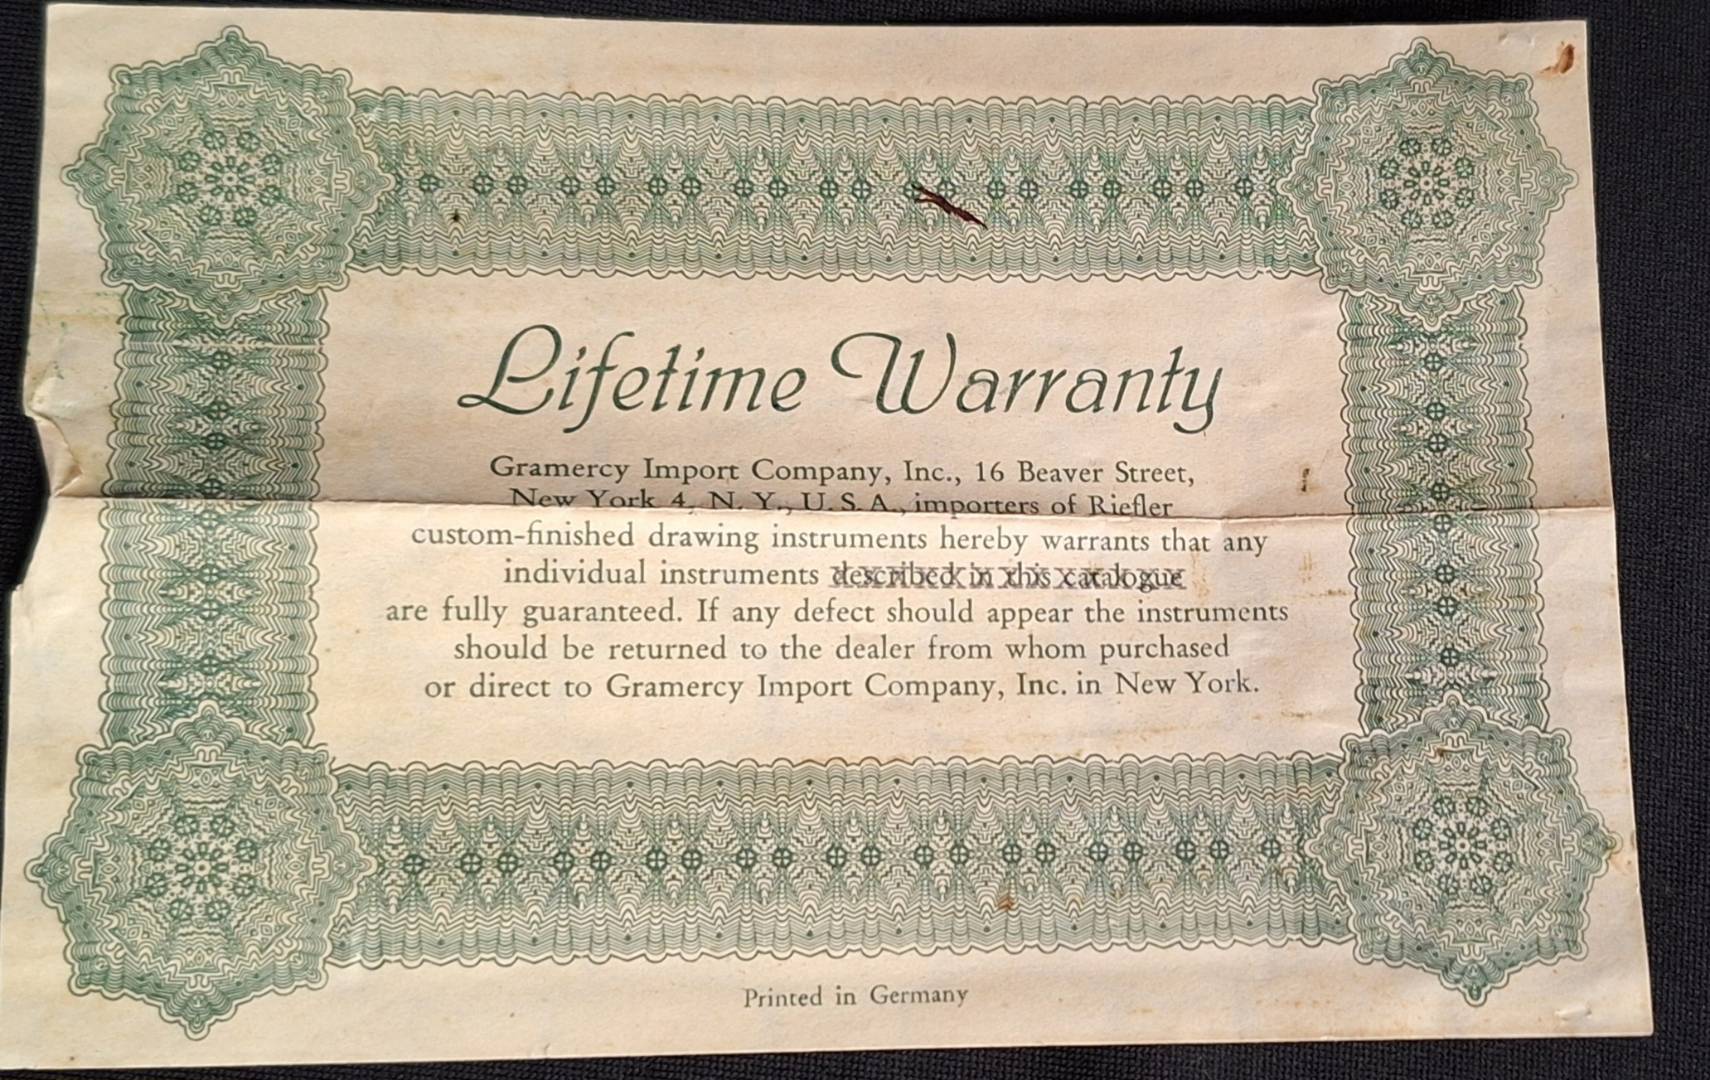 Lifetime Warranty
Gramercy Import Company, Inc., 16 Beaver Street,
New York 4, N. Y., U. S. A., importers of Riefler
custom-finished drawing instruments hereby warrants that any
individual instruments described in this catalogue
are fully guaranteed. If any defect should appear the instruments
should be returned to the dealer from whom purchased
or direct to Gramercy Import Company, Inc. in New York.
Printed in Germany